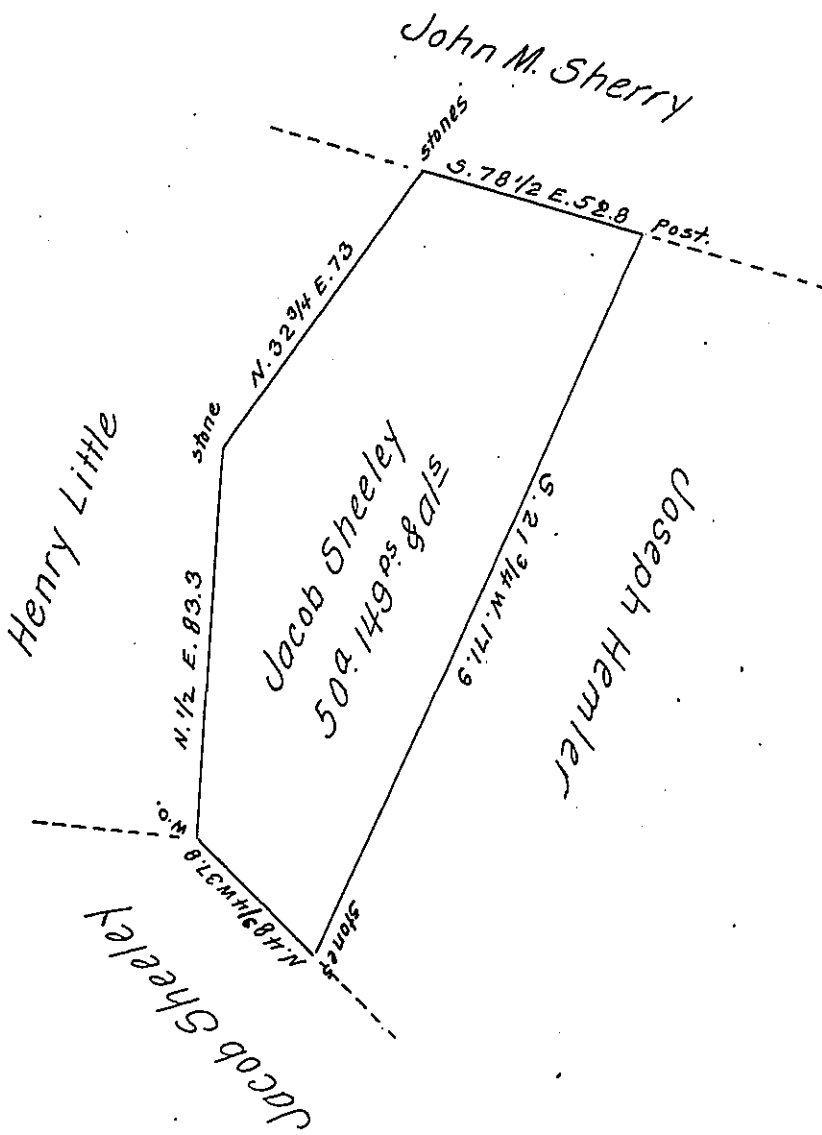 John M. Sherry
stones
S. 78 1/2 E. 52.8
Post.
N. 32 3/4 E. 73
stone
Henry Little
Jacob Sheeley
50a. 149ps & als
S. 21 3/4 W. 171.9
Joseph Hemler
N. 1/2 E. 83.3
W.O.
N. 48 3/4 W 37.8
stones
Jacob Sheeley